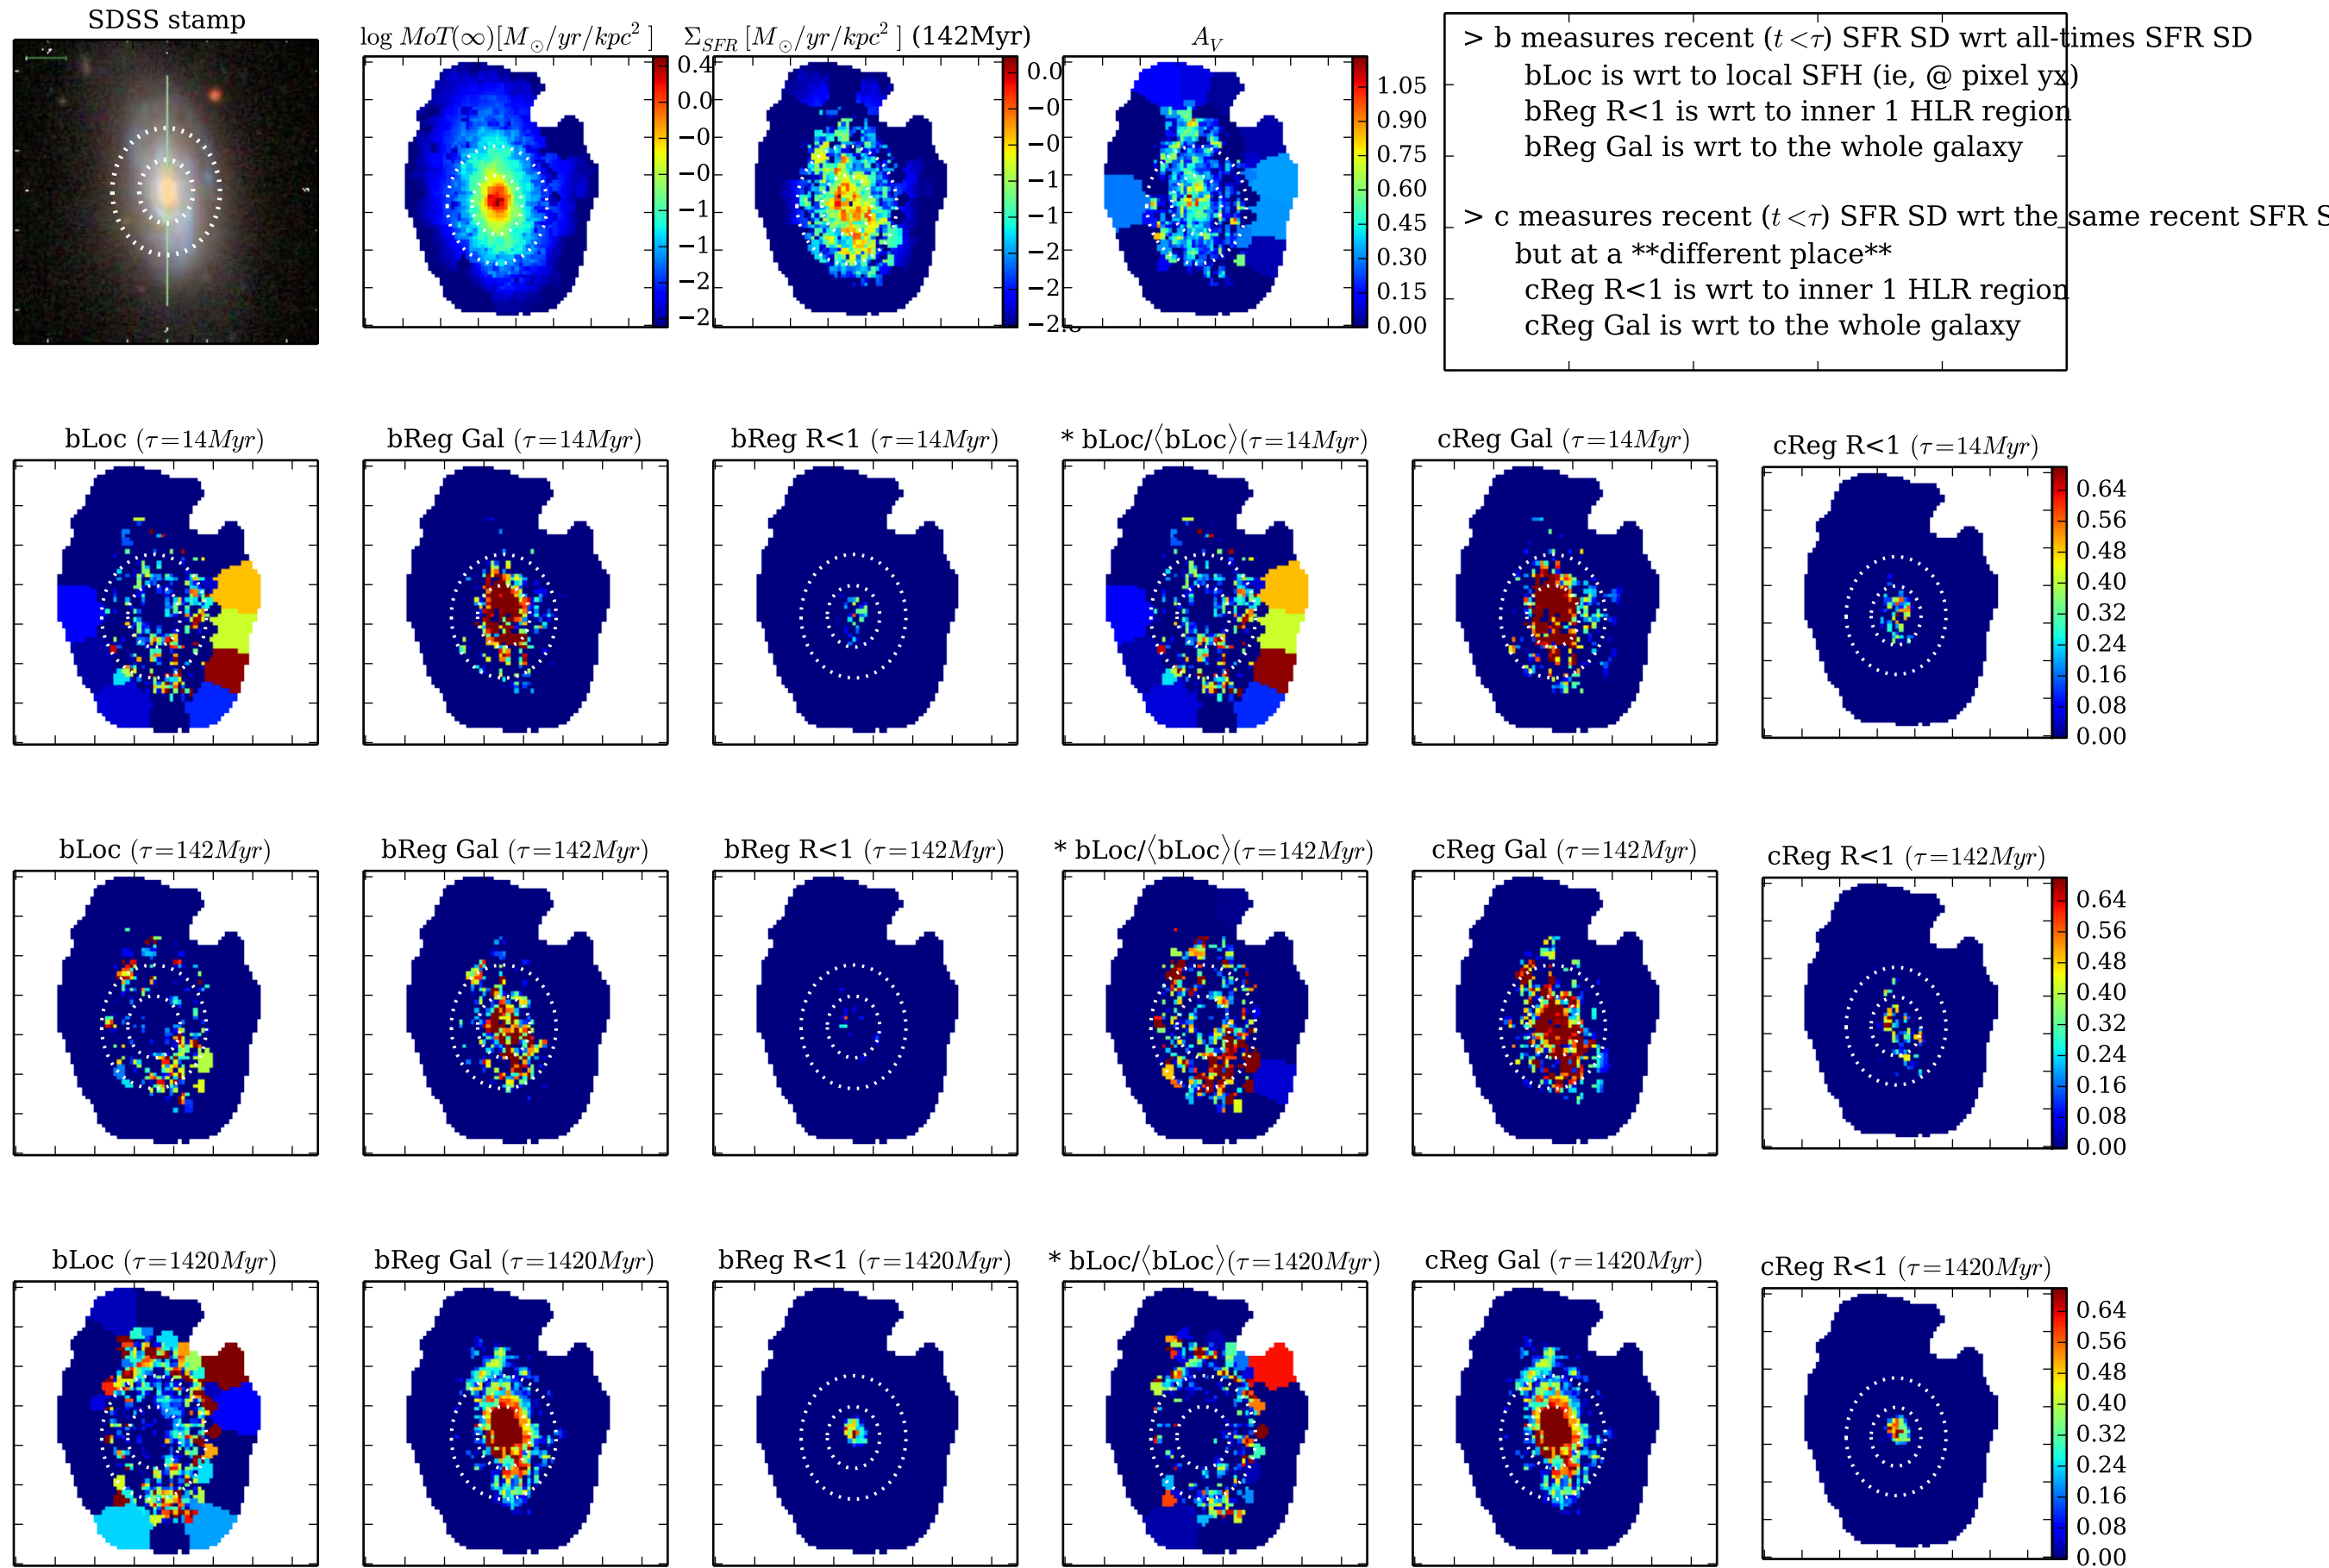 SDSS stamp
log MoT(∞)[M⊙/yr/kpc² ]
Σ_SFR [M⊙/yr/kpc² ] (142Myr)
A_V
0.4
0.0
−0
−0
−1
−1
−2
−2
0.0
−0
−0
−1
−1
−2
−2
1.05
0.90
0.75
0.60
0.45
0.30
0.15
0.00
> b measures recent (t<τ) SFR SD wrt all-times SFR SD
bLoc is wrt to local SFH (ie, @ pixel yx)
bReg R<1 is wrt to inner 1 HLR region
bReg Gal is wrt to the whole galaxy
> c measures recent (t<τ) SFR SD wrt the same recent SFR S
but at a **different place**
cReg R<1 is wrt to inner 1 HLR region
cReg Gal is wrt to the whole galaxy
bLoc (τ=14Myr)
bReg Gal (τ=14Myr)
bReg R<1 (τ=14Myr)
* bLoc/⟨bLoc⟩(τ=14Myr)
cReg Gal (τ=14Myr)
cReg R<1 (τ=14Myr)
0.64
0.56
0.48
0.40
0.32
0.24
0.16
0.08
0.00
bLoc (τ=142Myr)
bReg Gal (τ=142Myr)
bReg R<1 (τ=142Myr)
* bLoc/⟨bLoc⟩(τ=142Myr)
cReg Gal (τ=142Myr)
cReg R<1 (τ=142Myr)
0.64
0.56
0.48
0.40
0.32
0.24
0.16
0.08
0.00
bLoc (τ=1420Myr)
bReg Gal (τ=1420Myr)
bReg R<1 (τ=1420Myr)
* bLoc/⟨bLoc⟩(τ=1420Myr)
cReg Gal (τ=1420Myr)
cReg R<1 (τ=1420Myr)
0.64
0.56
0.48
0.40
0.32
0.24
0.16
0.08
0.00